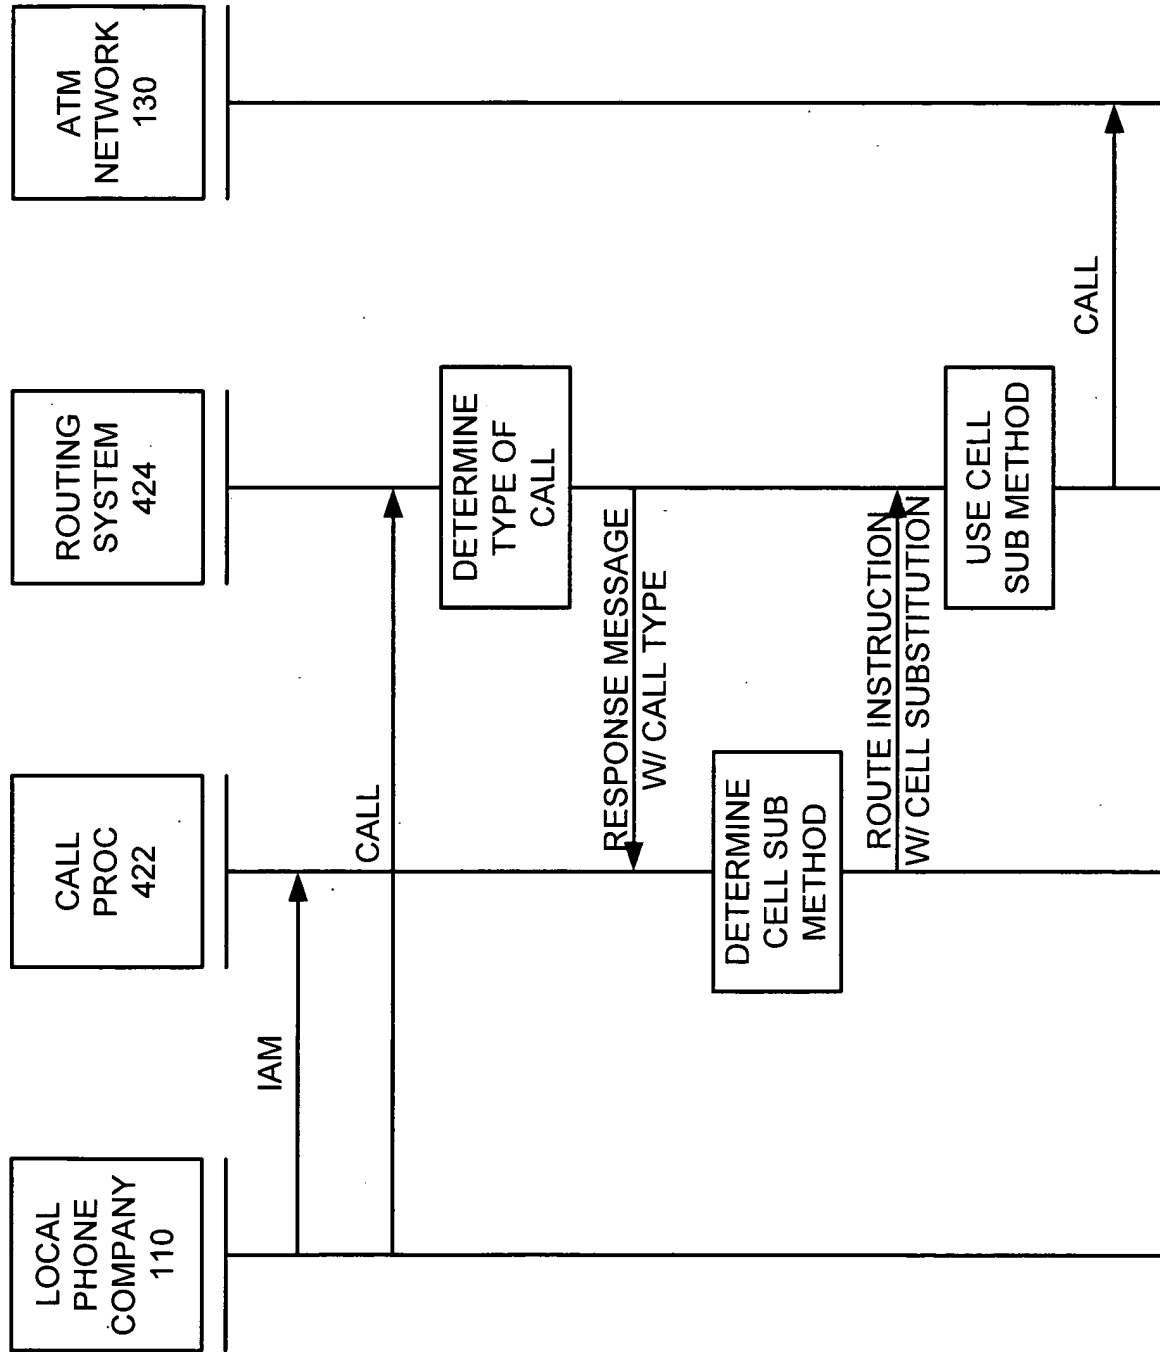 LOCAL
PHONE
COMPANY
110
CALL
PROC
422
ROUTING
SYSTEM
424
ATM
NETWORK
130
IAM
CALL
DETERMINE
TYPE OF
CALL
RESPONSE MESSAGE
W/ CALL TYPE
DETERMINE
CELL SUB
METHOD
ROUTE INSTRUCTION
W/ CELL SUBSTITUTION
USE CELL
SUB METHOD
CALL